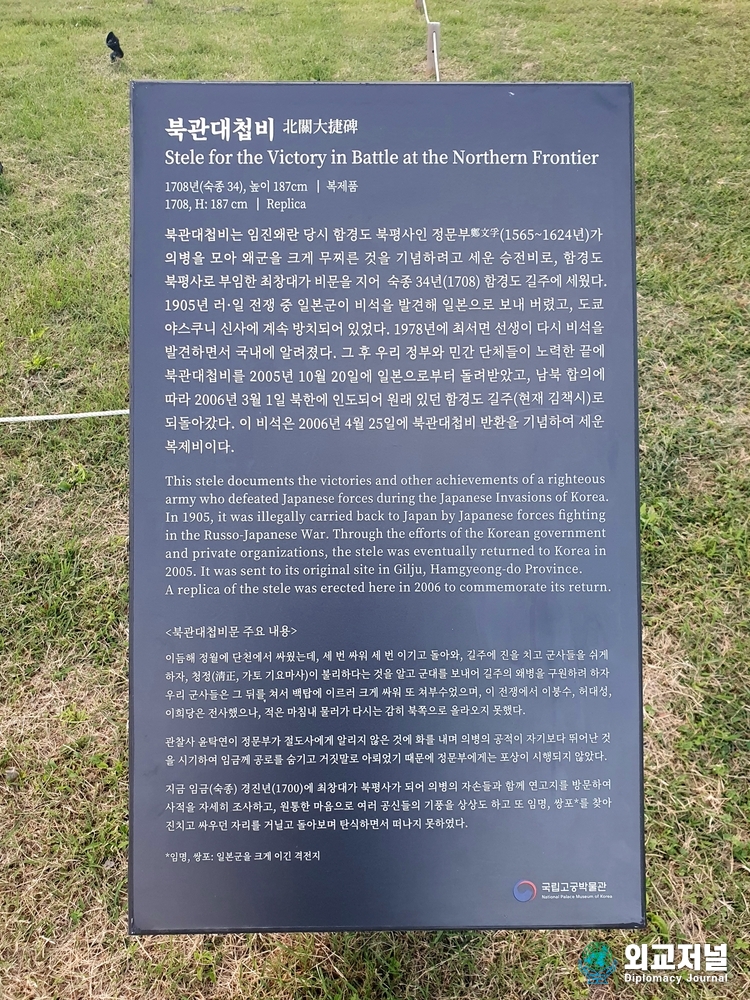 북관대첩비 北關大捷碑
Stele for the Victory in Battle at the Northern Frontier
1708년(숙종 34), 높이 187cm | 복제품
1708, H: 187 cm | Replica
북관대첩비는 임진왜란 당시 함경도 북평사인 정문부鄭文孚(1565~1624년)가
의병을 모아 왜군을 크게 무찌른 것을 기념하려고 세운 승전비로, 함경도
북평사로 부임한 최창대가 비문을 지어 숙종 34년(1708) 함경도 길주에 세웠다.
1905년 러·일 전쟁 중 일본군이 비석을 발견해 일본으로 보내 버렸고, 도쿄
야스쿠니 신사에 계속 방치되어 있었다. 1978년에 최서면 선생이 다시 비석을
발견하면서 국내에 알려졌다. 그 후 우리 정부와 민간 단체들이 노력한 끝에
북관대첩비를 2005년 10월 20일에 일본으로부터 돌려받았고, 남북 합의에
따라 2006년 3월 1일 북한에 인도되어 원래 있던 함경도 길주(현재 김책시)로
되돌아갔다. 이 비석은 2006년 4월 25일에 북관대첩비 반환을 기념하여 세운
복제비이다.
This stele documents the victories and other achievements of a righteous
army who defeated Japanese forces during the Japanese Invasions of Korea.
In 1905, it was illegally carried back to Japan by Japanese forces fighting
in the Russo-Japanese War. Through the efforts of the Korean government
and private organizations, the stele was eventually returned to Korea in
2005. It was sent to its original site in Gilju, Hamgyeong-do Province.
A replica of the stele was erected here in 2006 to commemorate its return.
<북관대첩비문 주요 내용>
이듬해 정월에 단천에서 싸웠는데, 세 번 싸워 세 번 이기고 돌아와, 길주에 진을 치고 군사들을 쉬게
하자, 청정(淸正, 가토 기요마사)이 불리하다는 것을 알고 군대를 보내어 길주의 왜병을 구원하려 하자
우리 군사들은 그 뒤를 쳐서 백탑에 이르러 크게 싸워 또 쳐부수었으며, 이 전쟁에서 이붕수, 허대성,
이희당은 전사했으나, 적은 마침내 물러가 다시는 감히 북쪽으로 올라오지 못했다.
관찰사 윤탁연이 정문부가 절도사에게 알리지 않은 것에 화를 내며 의병의 공적이 자기보다 뛰어난 것
을 시기하여 임금께 공로를 숨기고 거짓말로 아뢰었기 때문에 정문부에게는 포상이 시행되지 않았다.
지금 임금(숙종) 경진년(1700)에 최창대가 북평사가 되어 의병의 자손들과 함께 연고지를 방문하여
사적을 자세히 조사하고, 원통한 마음으로 여러 공신들의 기풍을 상상도 하고 또 임명, 쌍포*를 찾아
진치고 싸우던 자리를 거닐고 돌아보며 탄식하면서 떠나지 못하였다.
*임명, 쌍포: 일본군을 크게 이긴 격전지
국립고궁박물관
National Palace Museum of Korea
외교저널
Diplomacy Journal